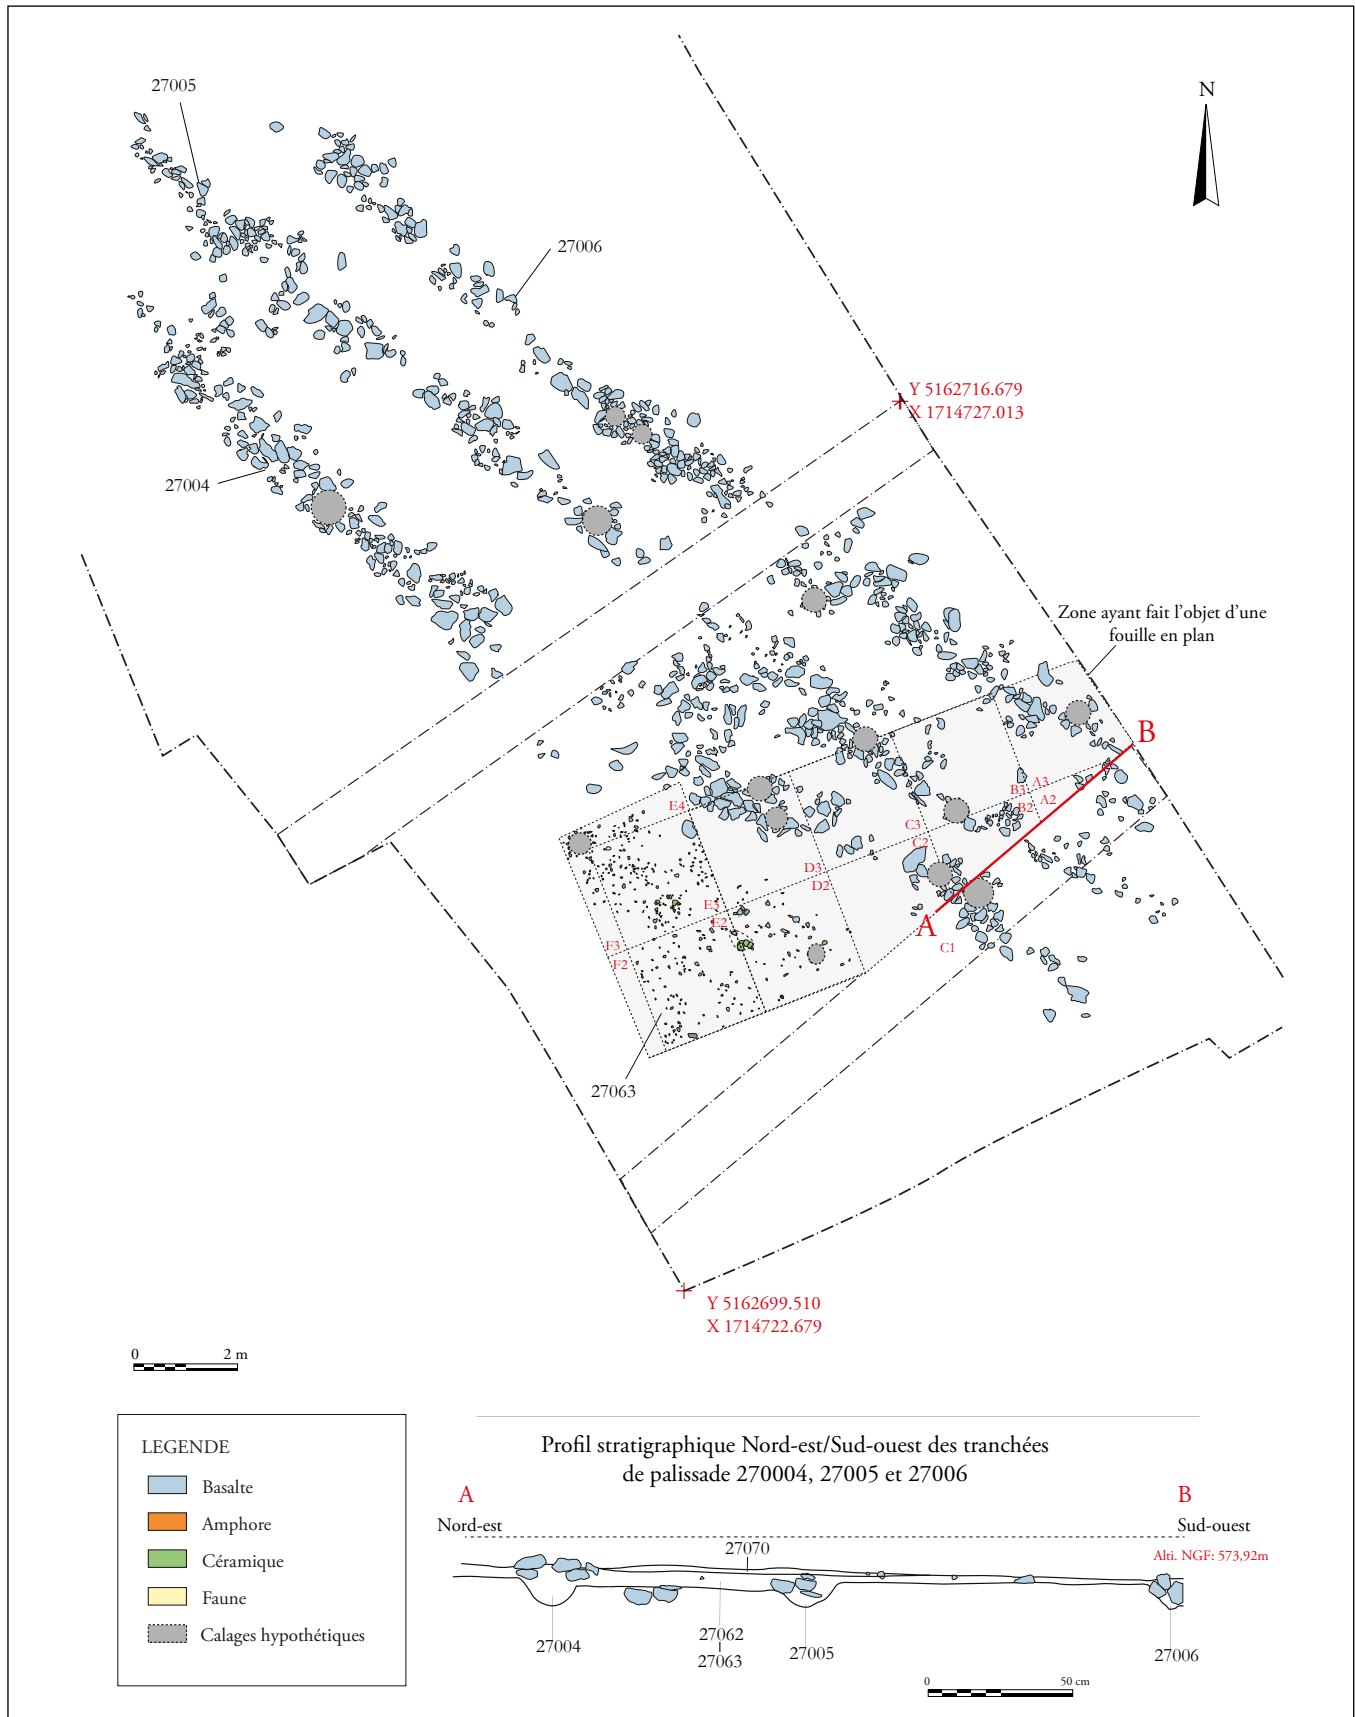 27005
N
27006
Y 5162716.679
X 1714727.013
27004
Zone ayant fait l'objet d'une
fouille en plan
B
A3
B3
A2
B2
E4
C3
C2
D3
D2
E3
E2
A
C1
F3
F2
27063
Y 5162699.510
X 1714722.679
0 2 m
LEGENDE
Basalte
Amphore
Céramique
Faune
Calages hypothétiques
Profil stratigraphique Nord-est/Sud-ouest des tranchées
de palissade 270004, 27005 et 27006
A B
Nord-est Sud-ouest
27070
Alti. NGF: 573,92m
27004
27062
27063
27005
27006
0 50 cm